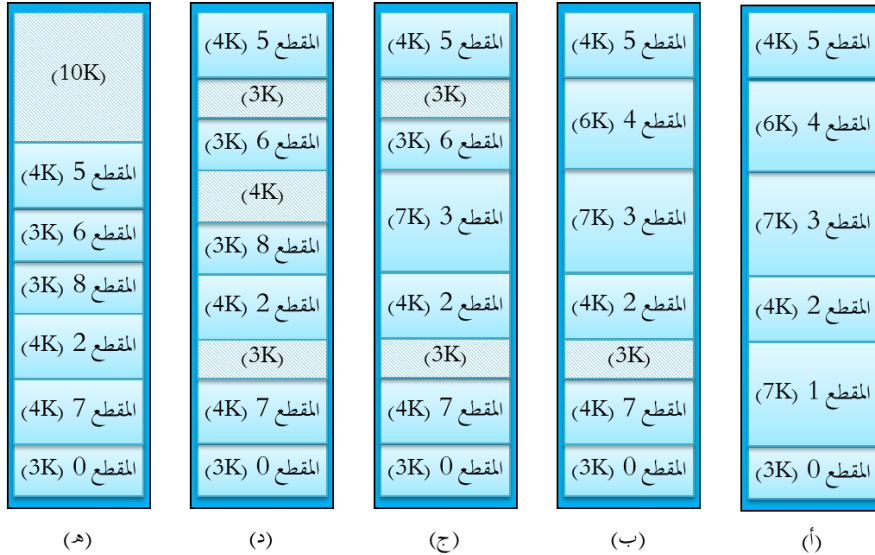 المقطع 5 (4K)
المقطع 4 (6K)
المقطع 3 (7K)
المقطع 2 (4K)
المقطع 1 (7K)
المقطع 0 (3K)
(أ)
المقطع 5 (4K)
المقطع 4 (6K)
المقطع 3 (7K)
المقطع 2 (4K)
(3K)
المقطع 7 (4K)
المقطع 0 (3K)
(ب)
المقطع 5 (4K)
(3K)
المقطع 6 (3K)
المقطع 3 (7K)
المقطع 2 (4K)
(3K)
المقطع 7 (4K)
المقطع 0 (3K)
(ج)
المقطع 5 (4K)
(3K)
المقطع 6 (3K)
(4K)
المقطع 8 (3K)
المقطع 2 (4K)
(3K)
المقطع 7 (4K)
المقطع 0 (3K)
(د)
(10K)
المقطع 5 (4K)
المقطع 6 (3K)
المقطع 8 (3K)
المقطع 2 (4K)
المقطع 7 (4K)
المقطع 0 (3K)
(هـ)